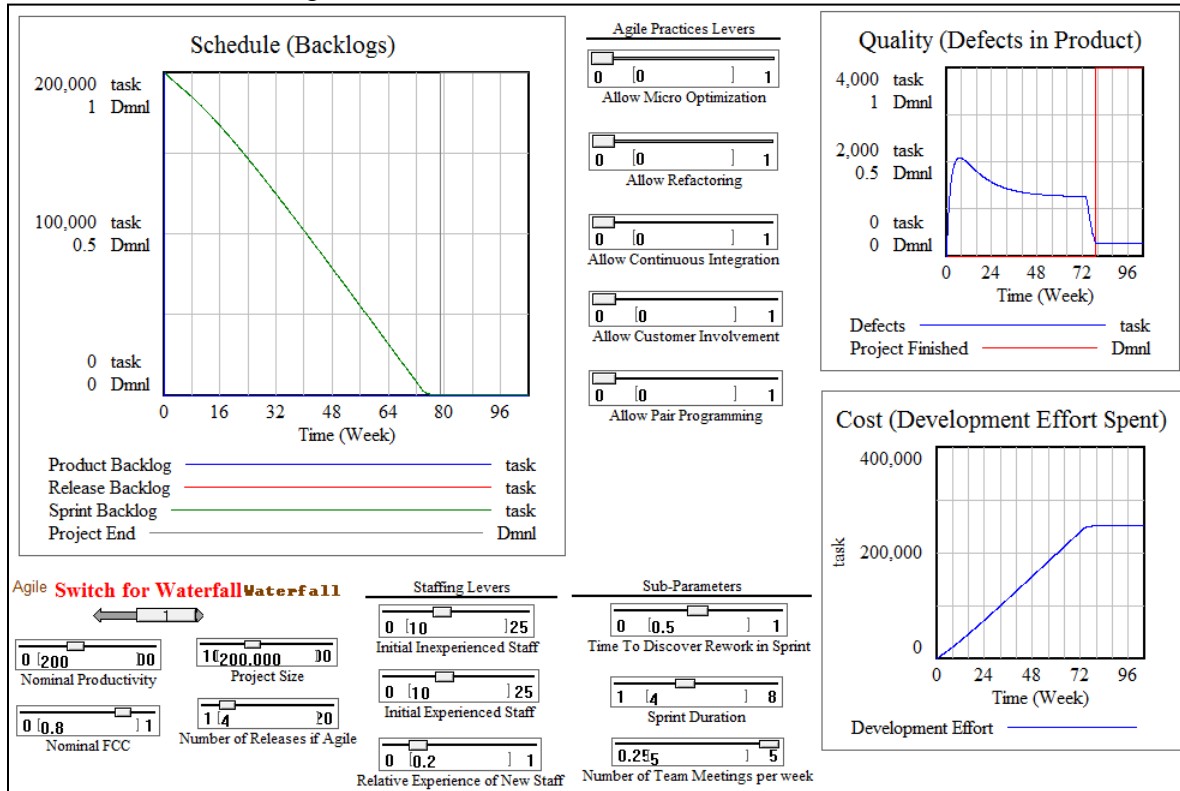 Schedule (Backlogs)
200,000 task
1 Dmnl
100,000 task
0.5 Dmnl
0 task
0 Dmnl
0 16 32 48 64 80 96
Time (Week)
Product Backlog task
Release Backlog task
Sprint Backlog task
Project End Dmnl
Agile Practices Levers
0 [0 ] 1
Allow Micro Optimization
0 [0 ] 1
Allow Refactoring
0 [0 ] 1
Allow Continuous Integration
0 [0 ] 1
Allow Customer Involvement
0 [0 ] 1
Allow Pair Programming
Quality (Defects in Product)
4,000 task
1 Dmnl
2,000 task
0.5 Dmnl
0 task
0 Dmnl
0 24 48 72 96
Time (Week)
Defects task
Project Finished Dmnl
Cost (Development Effort Spent)
400,000
200,000
0
task
0 24 48 72 96
Time (Week)
Development Effort
Agile Switch for Waterfall Waterfall
1
0 [200
Nominal Productivity
200,000
Project Size
0 [0.8 ] 1
Nominal FCC
1 [4
Number of Releases if Agile
Staffing Levers
0 [10 ] 25
Initial Inexperienced Staff
0 [10 ] 25
Initial Experienced Staff
0 [0.2 ] 1
Relative Experience of New Staff
Sub-Parameters
0 [0.5 ] 1
Time To Discover Rework in Sprint
1 [4 ] 8
Sprint Duration
5 ] 5
Number of Team Meetings per week